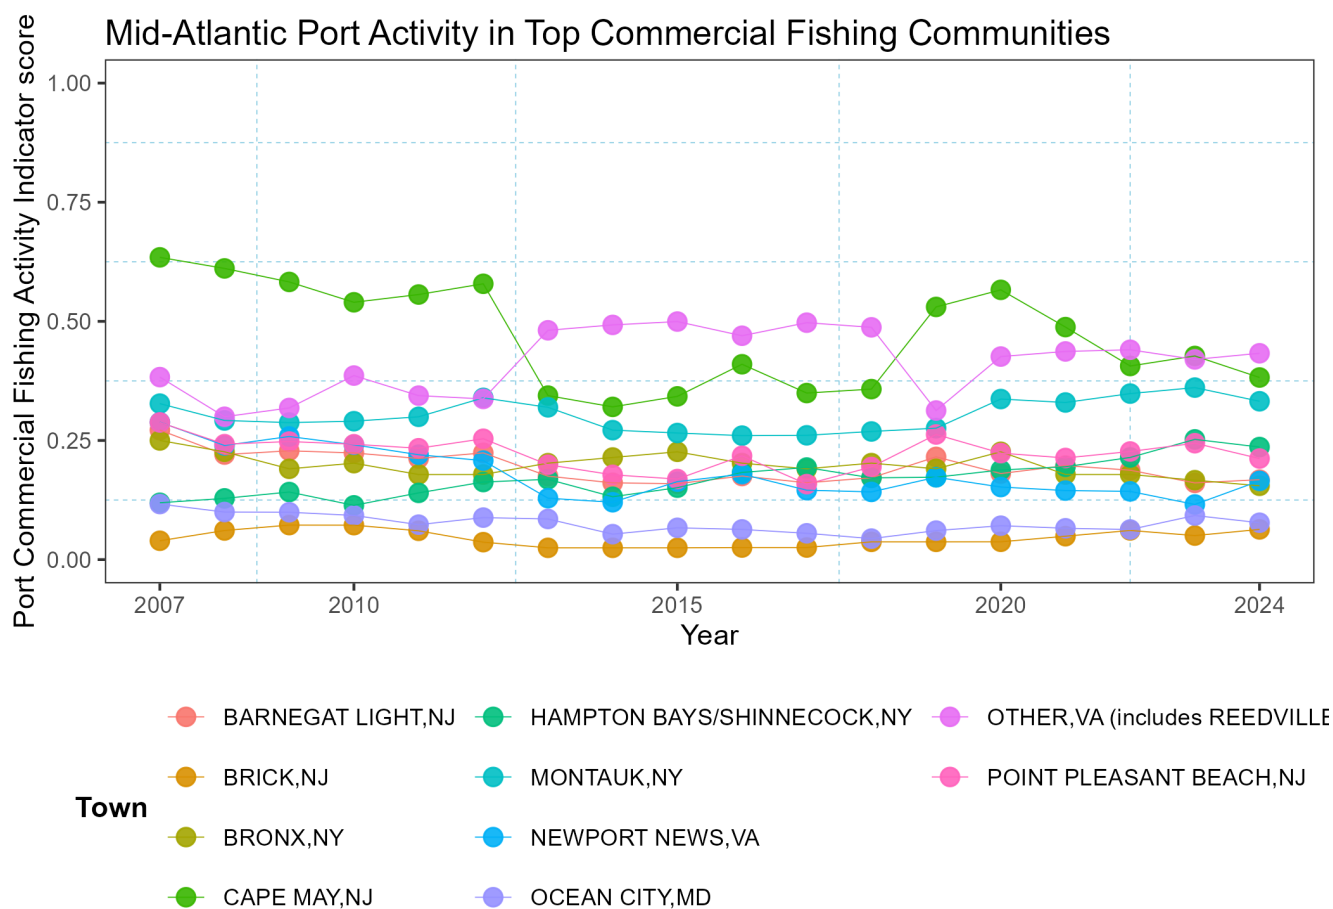 Mid-Atlantic Port Activity in Top Commercial Fishing Communities
Port Commercial Fishing Activity Indicator score
1.00
0.75
0.50
0.25
0.00
2007 2010 2015 2020 2024
Year
Town
BARNEGAT LIGHT,NJ
BRICK,NJ
BRONX,NY
CAPE MAY,NJ
HAMPTON BAYS/SHINNECOCK,NY
MONTAUK,NY
NEWPORT NEWS,VA
OCEAN CITY,MD
OTHER,VA (includes REEDVILLE
POINT PLEASANT BEACH,NJ